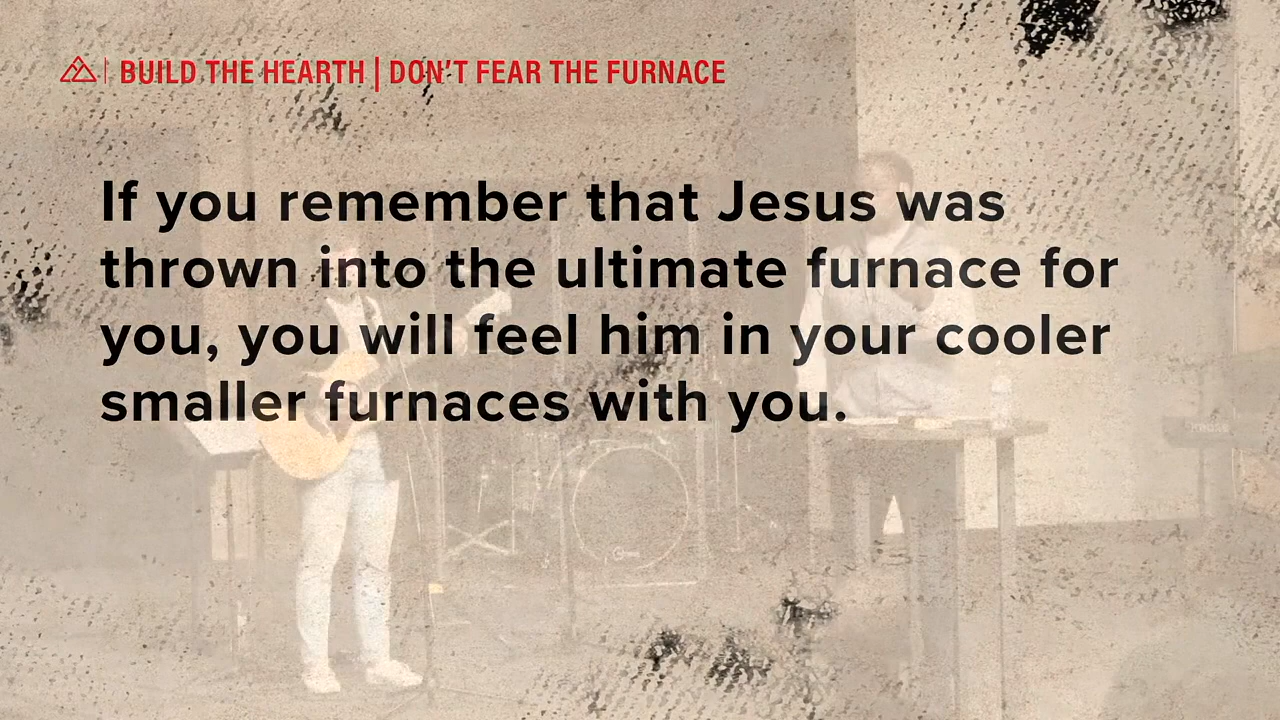 BUILD THE HEARTH | DON'T FEAR THE FURNACE
If you remember that Jesus was
thrown into the ultimate furnace for
you, you will feel him in your cooler
smaller furnaces with you.